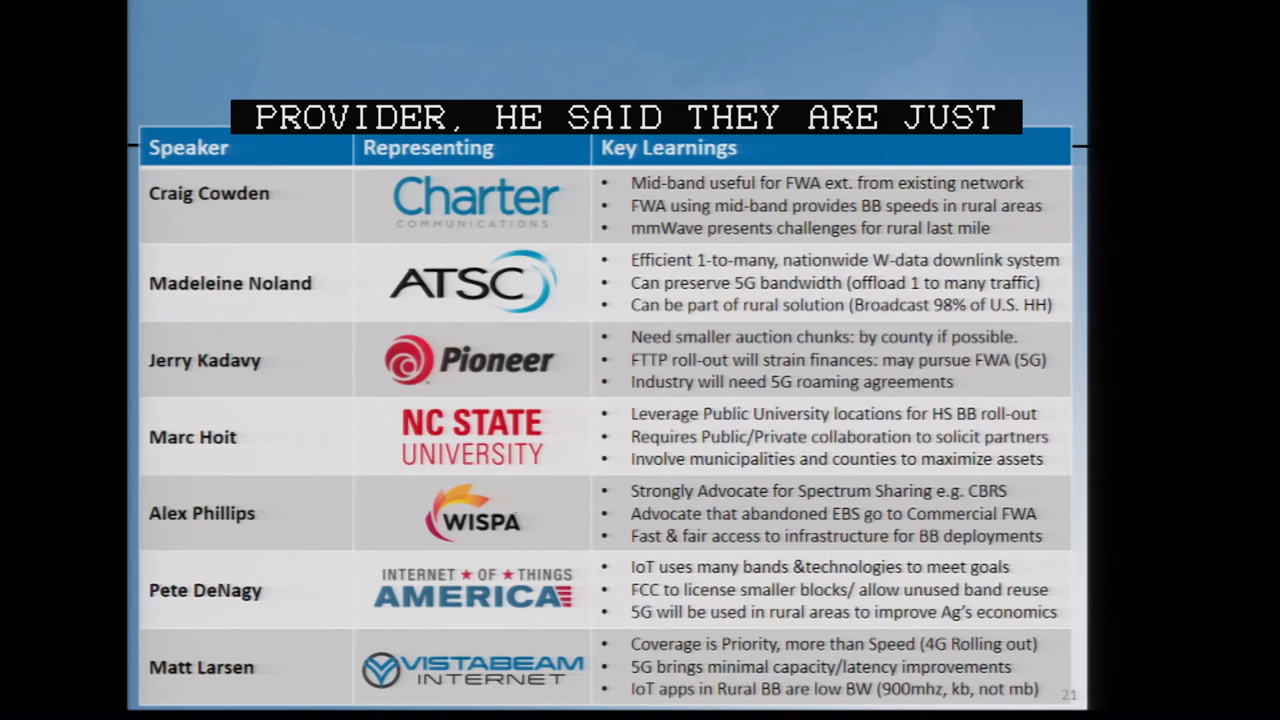 PROVIDER, HE SAID THEY ARE JUST
Speaker Representing Key Learnings
Craig Cowden
Charter
COMMUNICATIONS
• Mid-band useful for FWA ext. from existing network
• FWA using mid-band provides BB speeds in rural areas
• mmWave presents challenges for rural last mile
Madeleine Noland
ATSC
• Efficient 1-to-many, nationwide W-data downlink system
• Can preserve 5G bandwidth (offload 1 to many traffic)
• Can be part of rural solution (Broadcast 98% of U.S. HH)
Jerry Kadavy
Pioneer
• Need smaller auction chunks: by county if possible.
• FTTP roll-out will strain finances: may pursue FWA (5G)
• Industry will need 5G roaming agreements
Marc Hoit
NC STATE
UNIVERSITY
• Leverage Public University locations for HS BB roll-out
• Requires Public/Private collaboration to solicit partners
• Involve municipalities and counties to maximize assets
Alex Phillips
WISPA
• Strongly Advocate for Spectrum Sharing e.g. CBRS
• Advocate that abandoned EBS go to Commercial FWA
• Fast & fair access to infrastructure for BB deployments
Pete DeNagy
INTERNET ★ OF ★ THINGS
AMERICA
• IoT uses many bands &technologies to meet goals
• FCC to license smaller blocks/ allow unused band reuse
• 5G will be used in rural areas to improve Ag's economics
Matt Larsen
VISTABEAM
INTERNET
• Coverage is Priority, more than Speed (4G Rolling out)
• 5G brings minimal capacity/latency improvements
• IoT apps in Rural BB are low BW (900mhz, kb, not mb)
21